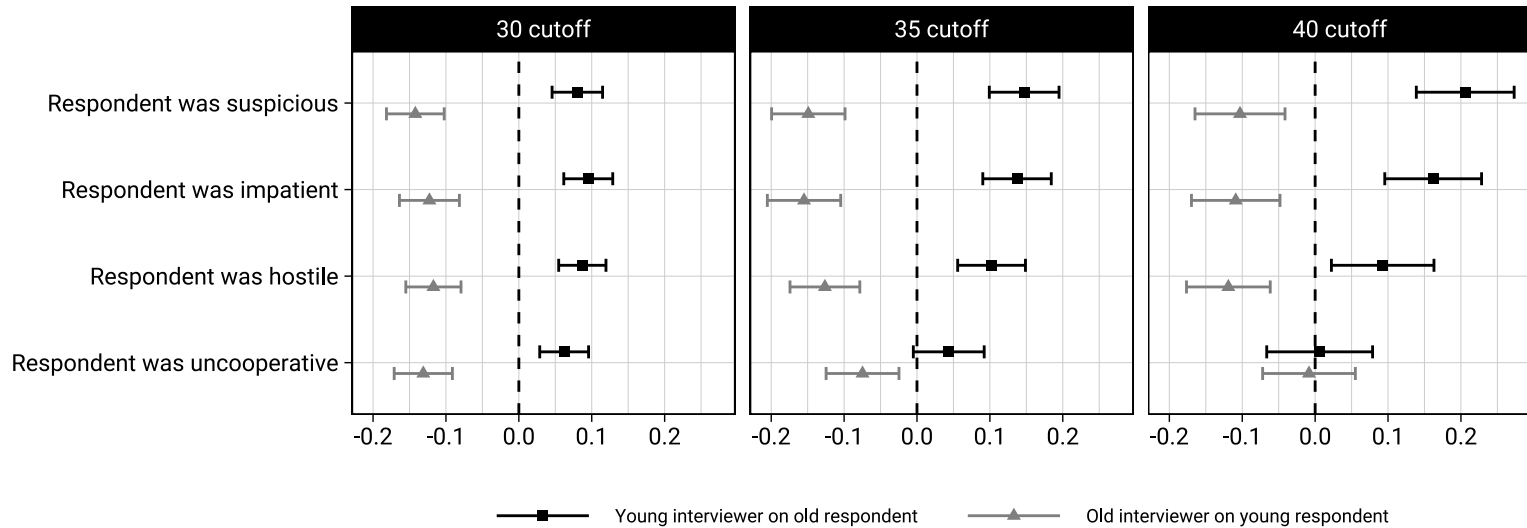 30 cutoff
35 cutoff
40 cutoff
Respondent was suspicious
Respondent was impatient
Respondent was hostile
Respondent was uncooperative
-0.2 -0.1 0.0 0.1 0.2
-0.2 -0.1 0.0 0.1 0.2
-0.2 -0.1 0.0 0.1 0.2
Young interviewer on old respondent
Old interviewer on young respondent